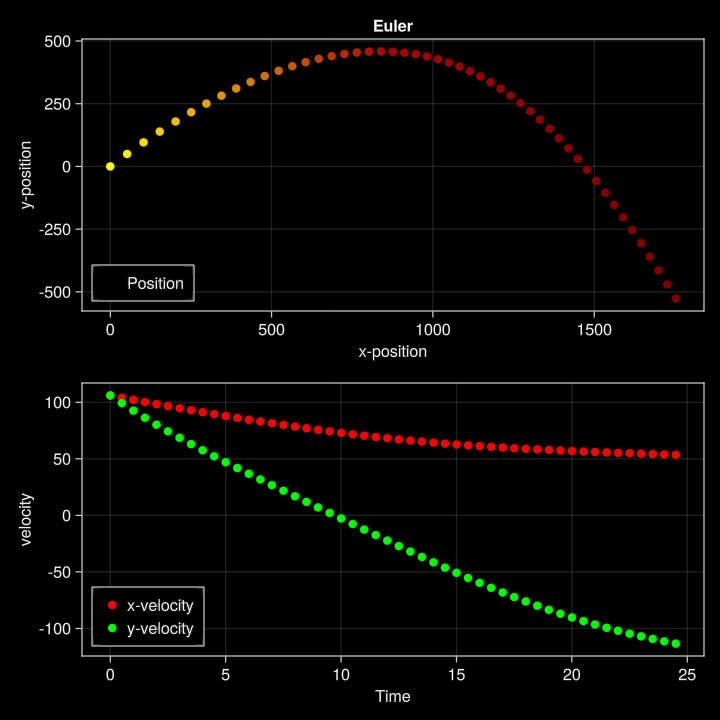 Euler
500
250
0
-250
-500
y-position
Position
0 500 1000 1500
x-position
100
50
0
-50
-100
velocity
x-velocity
y-velocity
0 5 10 15 20 25
Time